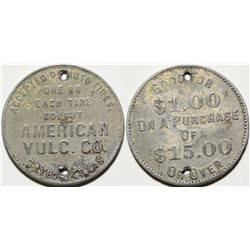 ACCEPTED ON AUTO TIRES
ONE ON
EACH TIRE
BOUGHT
AMERICAN
VULC. CO.
GOOD FOR
$1.00
ON A PURCHASE
OF A
$15.00
OR OVER